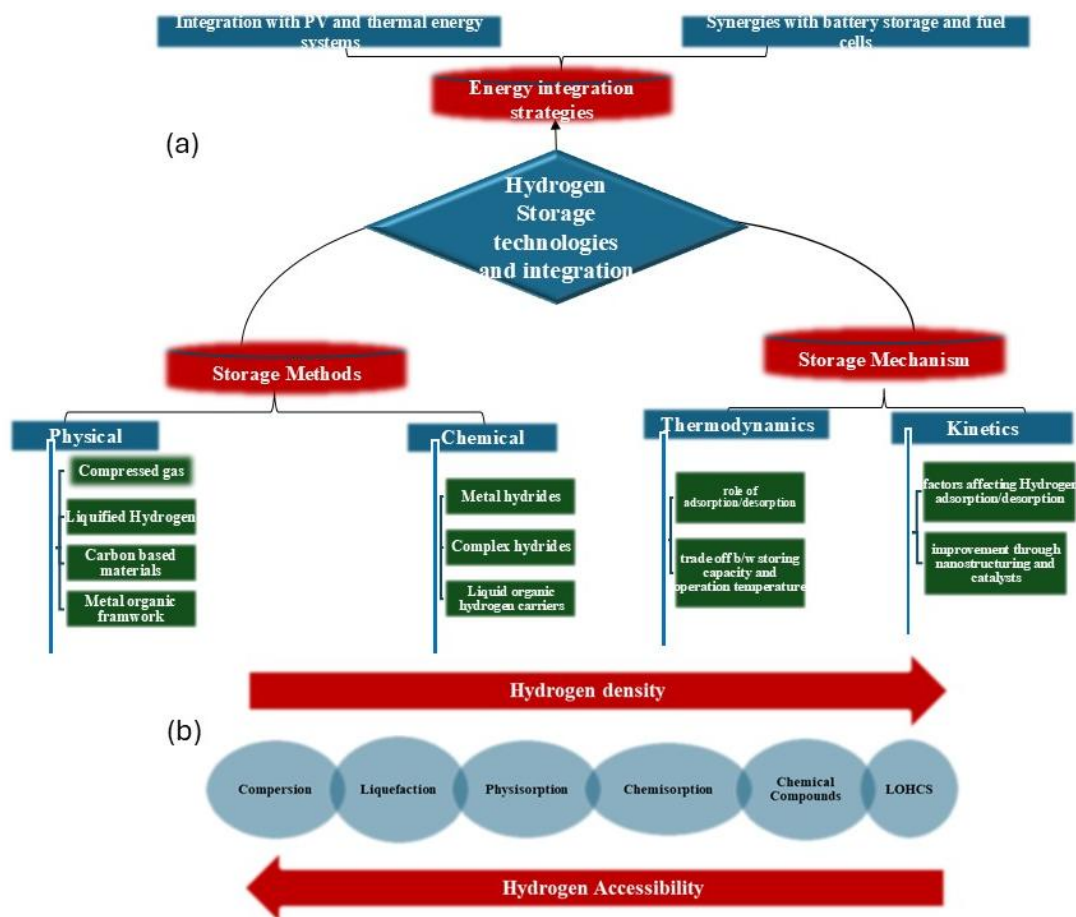 Integration with PV and thermal energy
systems
Synergies with battery storage and fuel
cells
Energy integration
strategies
(a)
Hydrogen
Storage
technologies
and integration
Storage Methods
Storage Mechanism
Physical
Chemical
Thermodynamics
Kinetics
Compressed gas
Liquified Hydrogen
Carbon based
materials
Metal organic
framwork
Metal hydrides
Complex hydrides
Liquid organic
hydrogen carriers
role of
adsorption/desorption
trade off b/w storing
capacity and
operation temperature
factors affecting Hydrogen
adsorption/desorption
improvement through
nanostructuring and
catalysts
Hydrogen density
(b)
Compersion
Liquefaction
Physisorption
Chemisorption
Chemical
Compounds
LOHCS
Hydrogen Accessibility